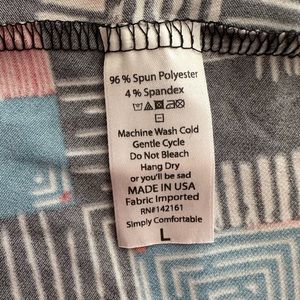 96 % Spun Polyester
4 % Spandex
Machine Wash Cold
Gentle Cycle
Do Not Bleach
Hang Dry
or you'll be sad
MADE IN USA
Fabric Imported
RN#142161
Simply Comfortable
L